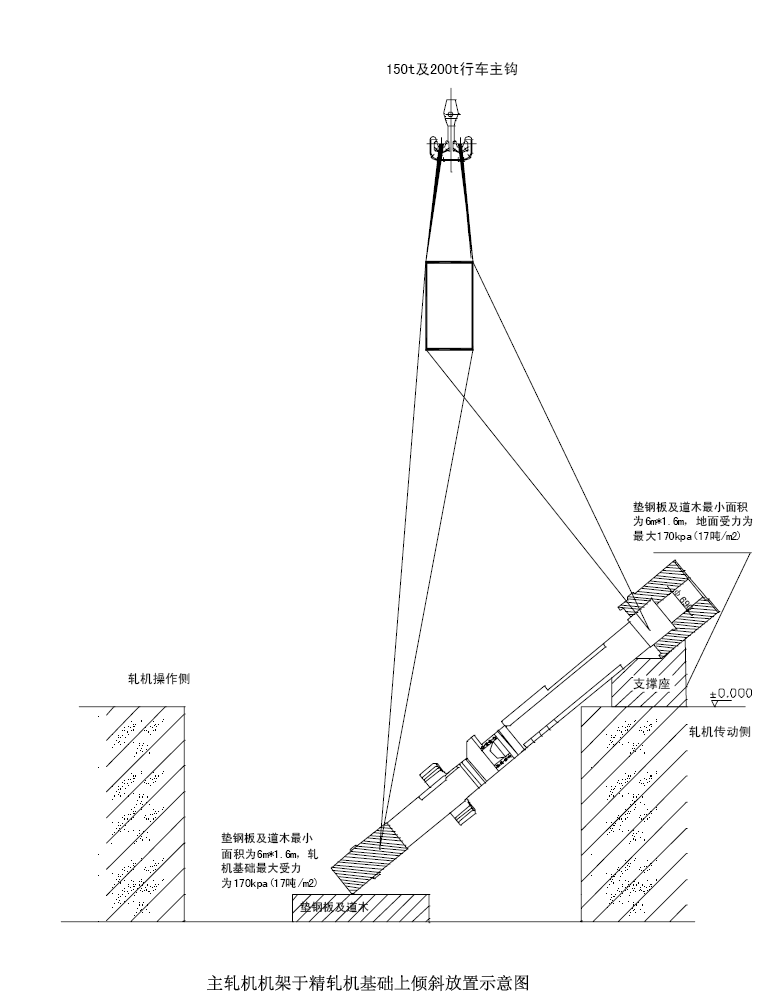 150t及200t行车主钩
垫钢板及道木最小面积
为6m*1.6m，地面受力为
最大170kpa(17吨/m2)
轧机操作侧
支撑座
±0.000
轧机传动侧
垫钢板及道木最小
面积为6m*1.6m，轧
机基础最大受力
为170kpa(17吨/m2)
垫钢板及道木
主轧机机架于精轧机基础上倾斜放置示意图